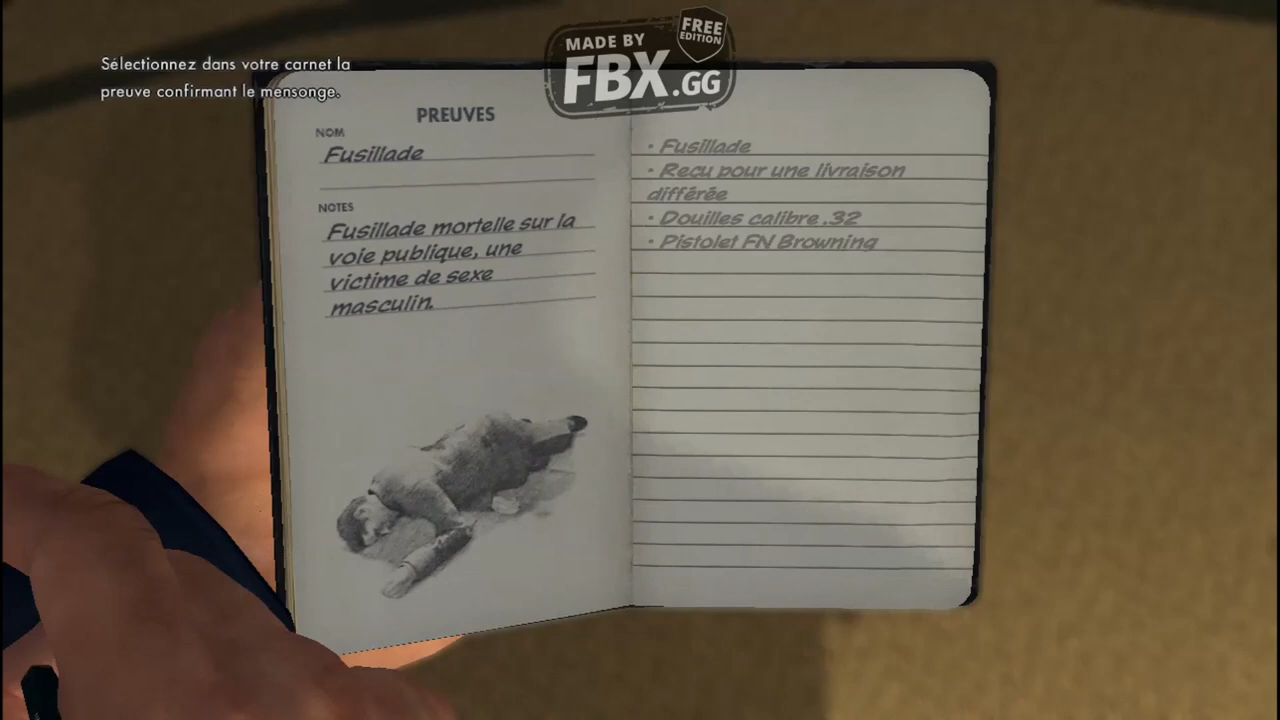 MADE BY
FBX.GG
FREE
EDITION
Sélectionnez dans votre carnet la
preuve confirmant le mensonge.
PREUVES
NOM
Fusillade
NOTES
Fusillade mortelle sur la
voie publique, une
victime de sexe
masculin.
• Fusillade
• Reçu pour une livraison
différée
• Douilles calibre .32
• Pistolet FN Browning